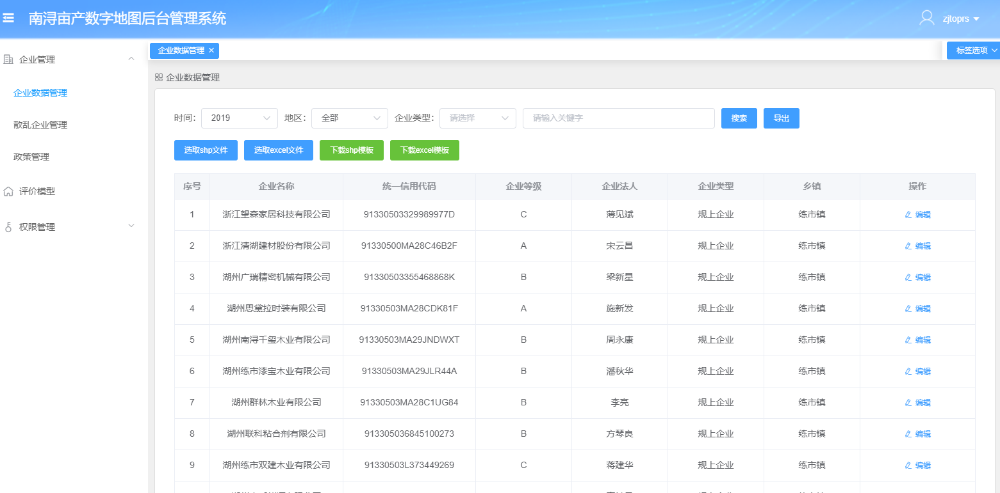 南浔亩产数字地图后台管理系统
zjtoprs
企业管理
企业数据管理
散乱企业管理
政策管理
评价模型
权限管理
企业数据管理 ×
标签选项
企业数据管理
时间: 2019 地区: 全部 企业类型: 请选择 请输入关键字 搜索 导出
选取shp文件 选取excel文件 下载shp模板 下载excel模板
序号 企业名称 统一信用代码 企业等级 企业法人 企业类型 乡镇 操作
1 浙江望森家居科技有限公司 91330503329989977D C 薄见斌 规上企业 练市镇 编辑
2 浙江清湖建材股份有限公司 91330500MA28C46B2F A 宋云昌 规上企业 练市镇 编辑
3 湖州广瑞精密机械有限公司 91330503355468868K B 梁新星 规上企业 练市镇 编辑
4 湖州思黛拉时装有限公司 91330503MA28CDK81F A 施新发 规上企业 练市镇 编辑
5 湖州南浔千玺木业有限公司 91330503MA29JNDWXT B 周永康 规上企业 练市镇 编辑
6 湖州练市漆宝木业有限公司 91330503MA29JLR44A B 潘秋华 规上企业 练市镇 编辑
7 湖州群林木业有限公司 91330503MA28C1UG84 B 李亮 规上企业 练市镇 编辑
8 湖州联科粘合剂有限公司 913305036845100273 B 方琴良 规上企业 练市镇 编辑
9 湖州练市双建木业有限公司 91330503L373449269 C 蒋建华 规上企业 练市镇 编辑